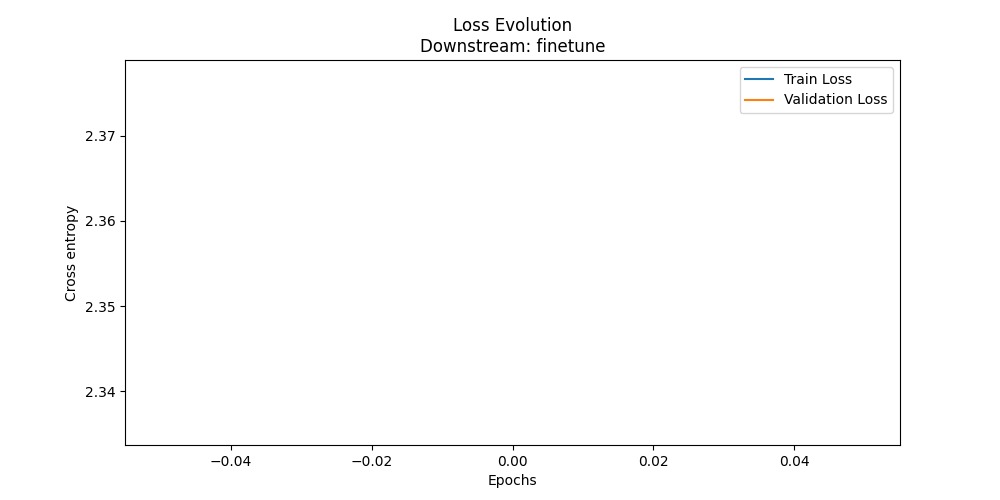 Loss Evolution
Downstream: finetune
Train Loss
Validation Loss
2.37
2.36
2.35
2.34
Cross entropy
−0.04 −0.02 0.00 0.02 0.04
Epochs